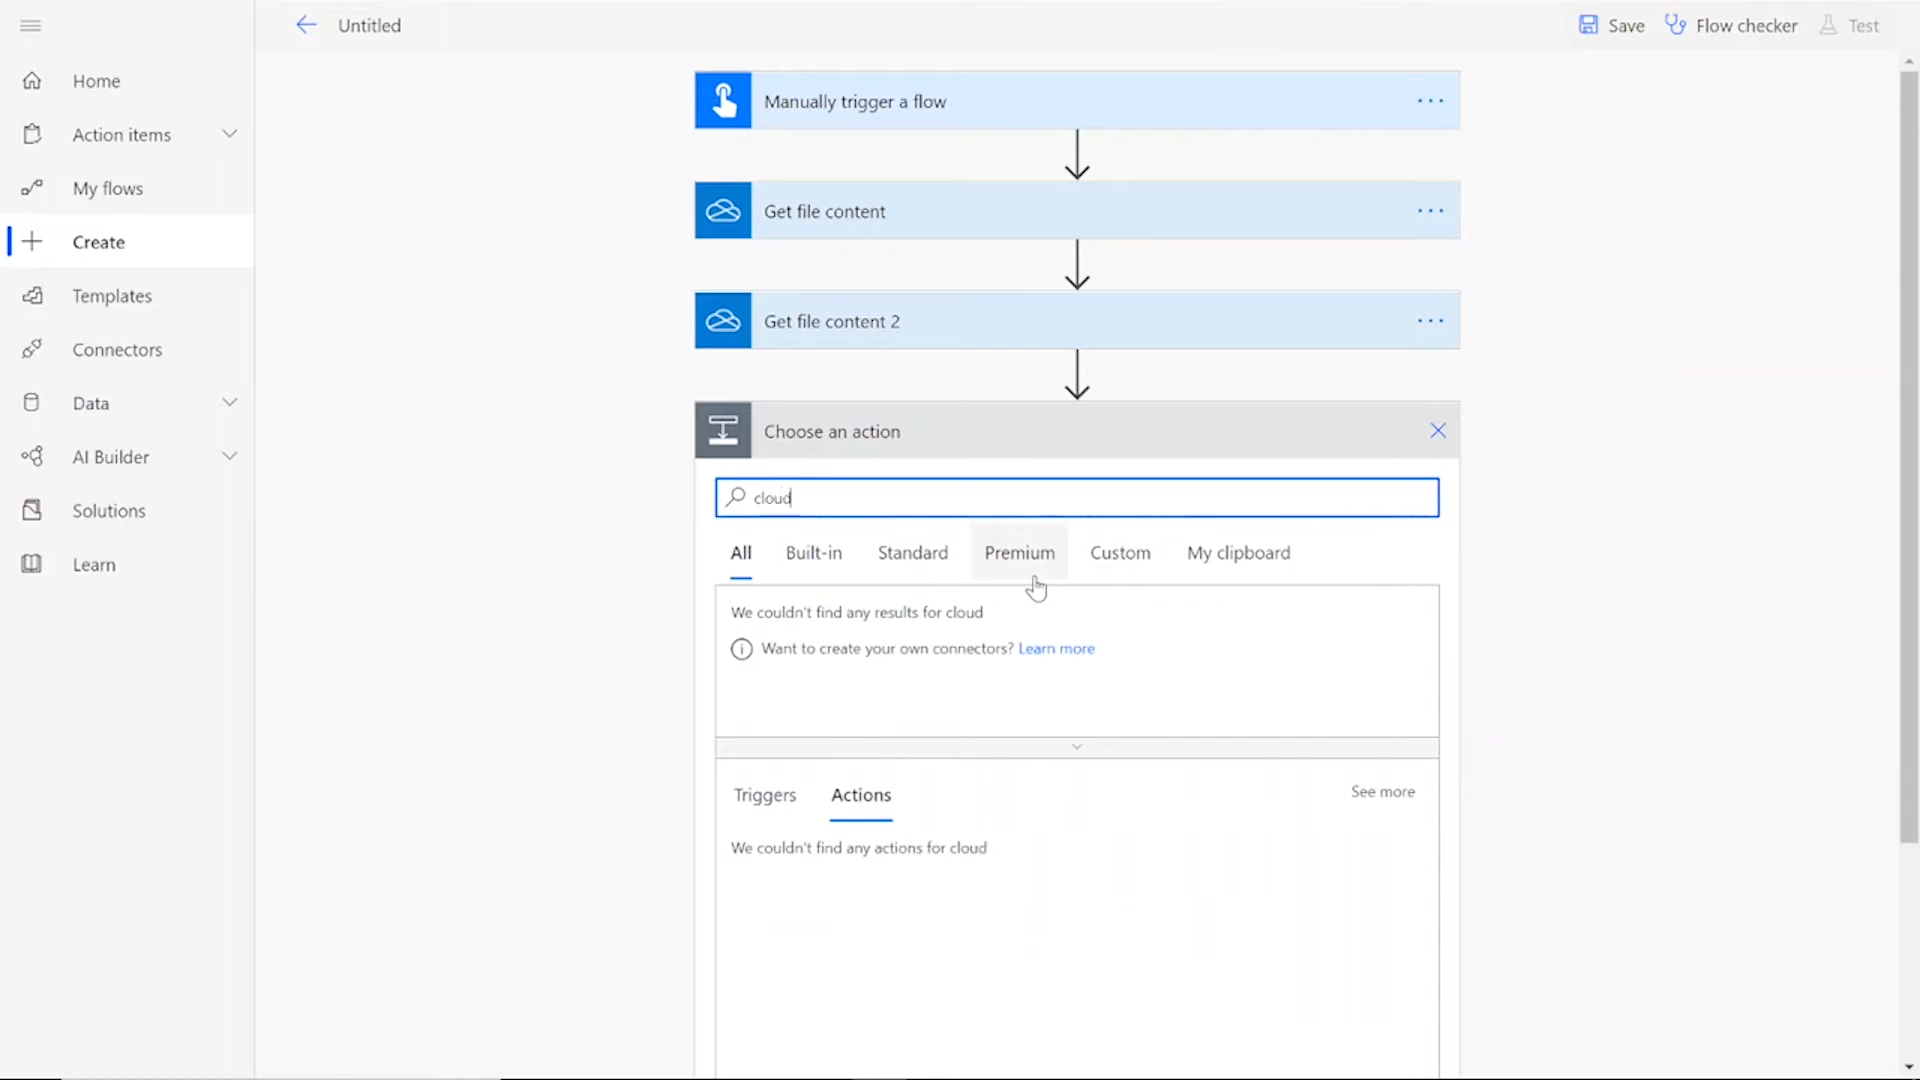 Untitled
Save
Flow checker
Test
Home
Action items
My flows
Create
Templates
Connectors
Data
AI Builder
Solutions
Learn
Manually trigger a flow
Get file content
Get file content 2
Choose an action
cloud
All Built-in Standard Premium Custom My clipboard
We couldn't find any results for cloud
Want to create your own connectors? Learn more
Triggers Actions See more
We couldn't find any actions for cloud